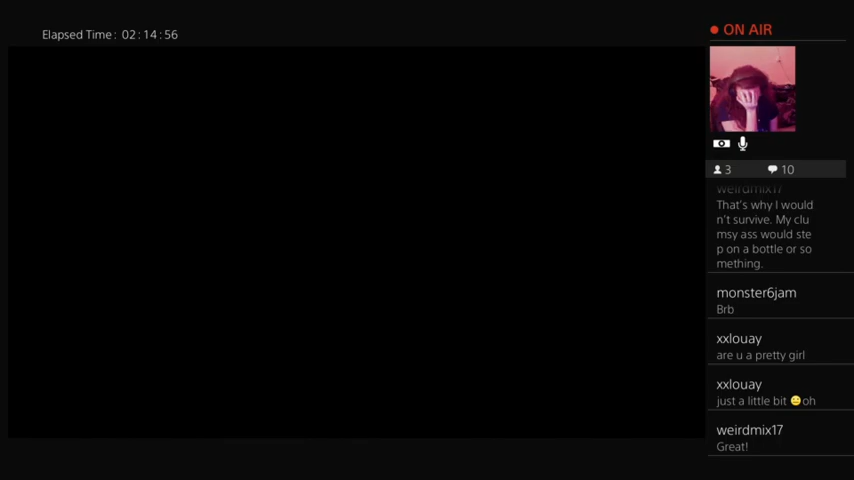 Elapsed Time: 02:14:56
ON AIR
3 10
weirdmix17
That's why I would
n't survive. My clu
msy ass would ste
p on a bottle or so
mething.
monster6jam
Brb
xxlouay
are u a pretty girl
xxlouay
just a little bit 😀oh
weirdmix17
Great!